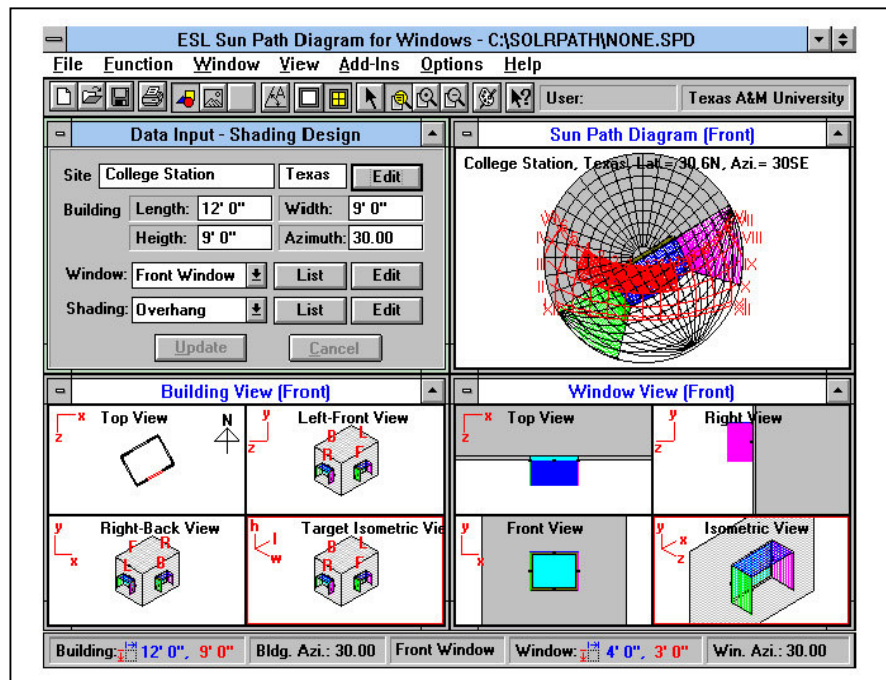 ESL Sun Path Diagram for Windows - C:\SOLRPATH\NONE.SPD
File Function Window View Add-Ins Options Help
User: Texas A&M University
Data Input - Shading Design
Site College Station Texas Edit
Building Length: 12' 0" Width: 9' 0"
Heigth: 9' 0" Azimuth: 30.00
Window: Front Window List Edit
Shading: Overhang List Edit
Update Cancel
Sun Path Diagram (Front)
College Station, Texas, Lat.= 30.6N, Azi.= 30SE
VIII
II
Building View (Front)
x Top View N
z
y Left-Front View
z
B L
R F
y Right-Back View
x
F R
L B
h Target Isometric Vie
l
w
B L
R F
Window View (Front)
x Top View
z
y Right View
z
y Front View
x
y Isometric View
x
z
Building: 12' 0", 9' 0" Bldg. Azi.: 30.00 Front Window Window: 4' 0", 3' 0" Win. Azi.: 30.00